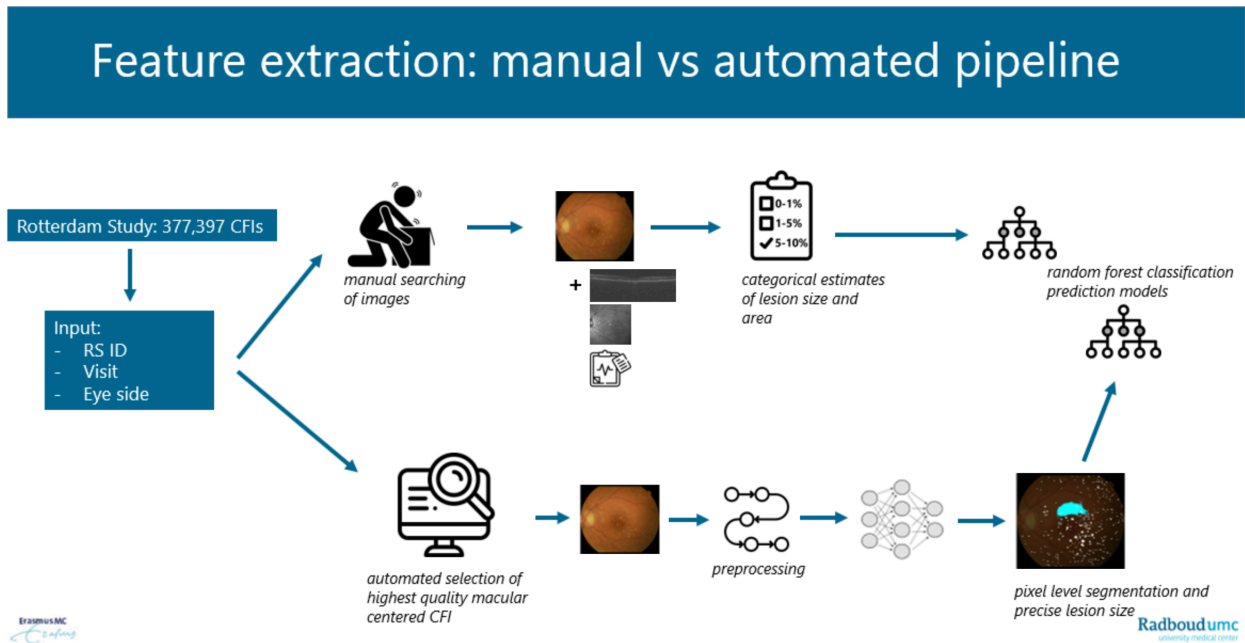 Feature extraction: manual vs automated pipeline
Rotterdam Study: 377,397 CFIs
Input:
- RS ID
- Visit
- Eye side
manual searching
of images
+
0-1%
1-5%
5-10%
categorical estimates
of lesion size and
area
random forest classification
prediction models
automated selection of
highest quality macular
centered CFI
preprocessing
pixel level segmentation and
precise lesion size
Erasmus MC
Erasmus
Radboudumc
university medical center